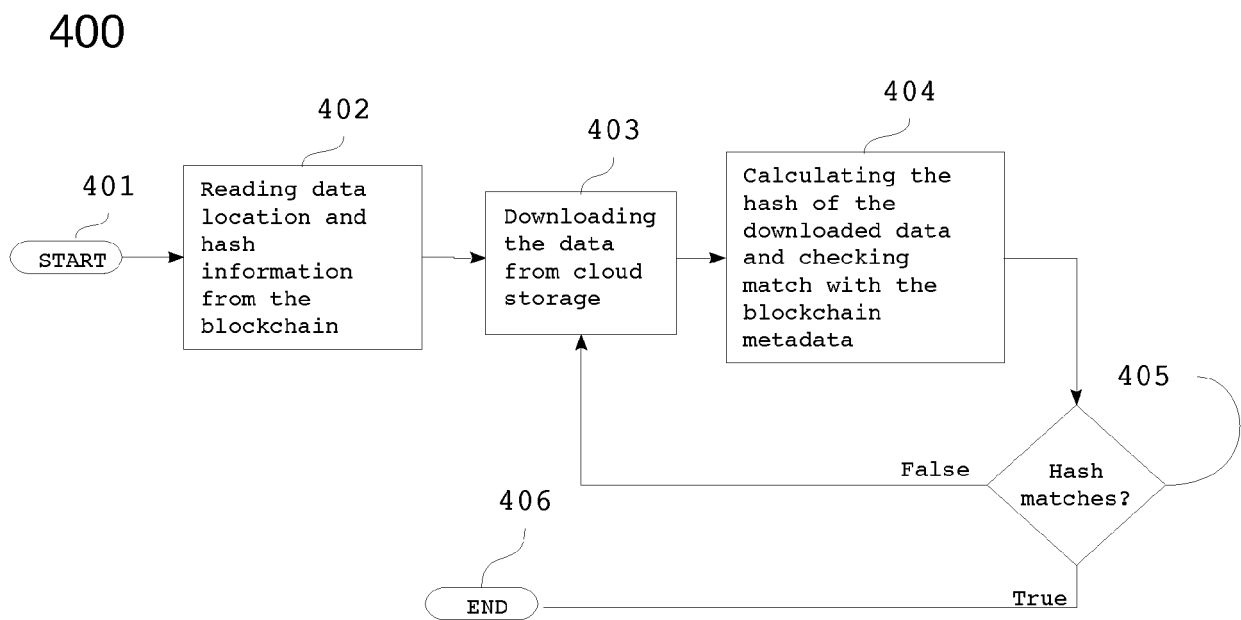 400
401
START
402
Reading data
location and
hash
information
from the
blockchain
403
Downloading
the data
from cloud
storage
404
Calculating the
hash of the
downloaded data
and checking
match with the
blockchain
metadata
405
Hash
matches?
False
True
406
END